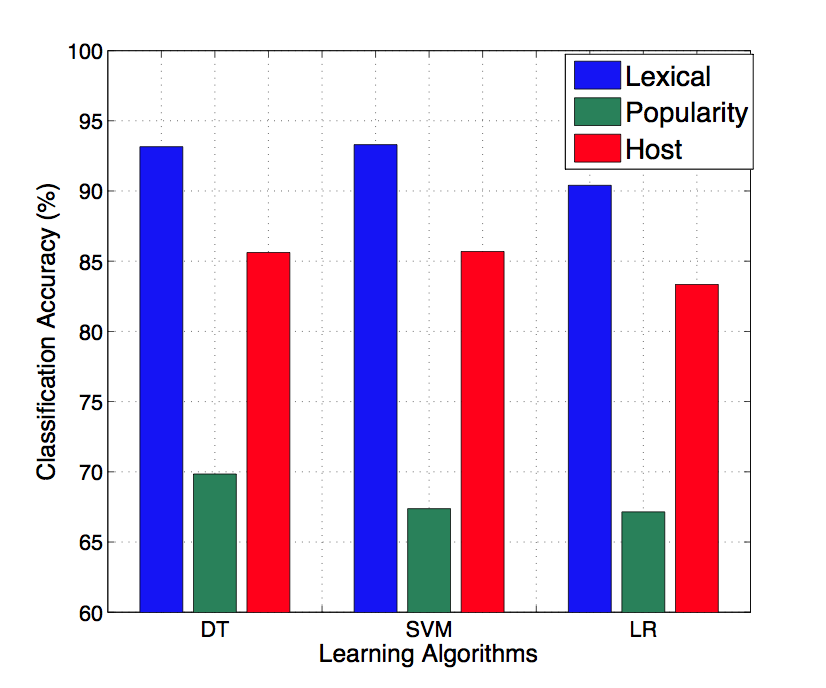 100
95
90
85
80
75
70
65
60
Classification Accuracy (%)
Lexical
Popularity
Host
DT SVM LR
Learning Algorithms